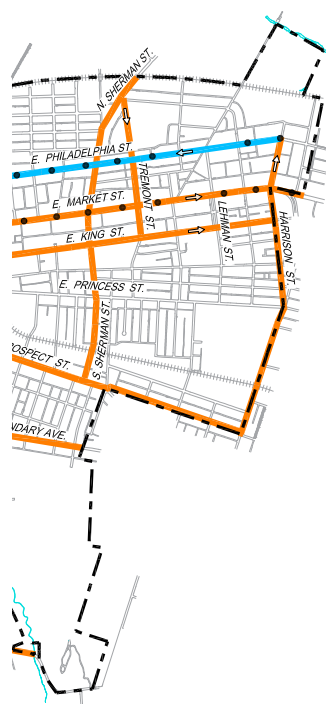 N. SHERMAN ST.
E. PHILADELPHIA ST.
TREMONT ST.
E. MARKET ST.
LEHMAN ST.
E. KING ST.
HARRISON ST.
E. PRINCESS ST.
S. SHERMAN ST.
OSPECT ST.
NDARY AVE.